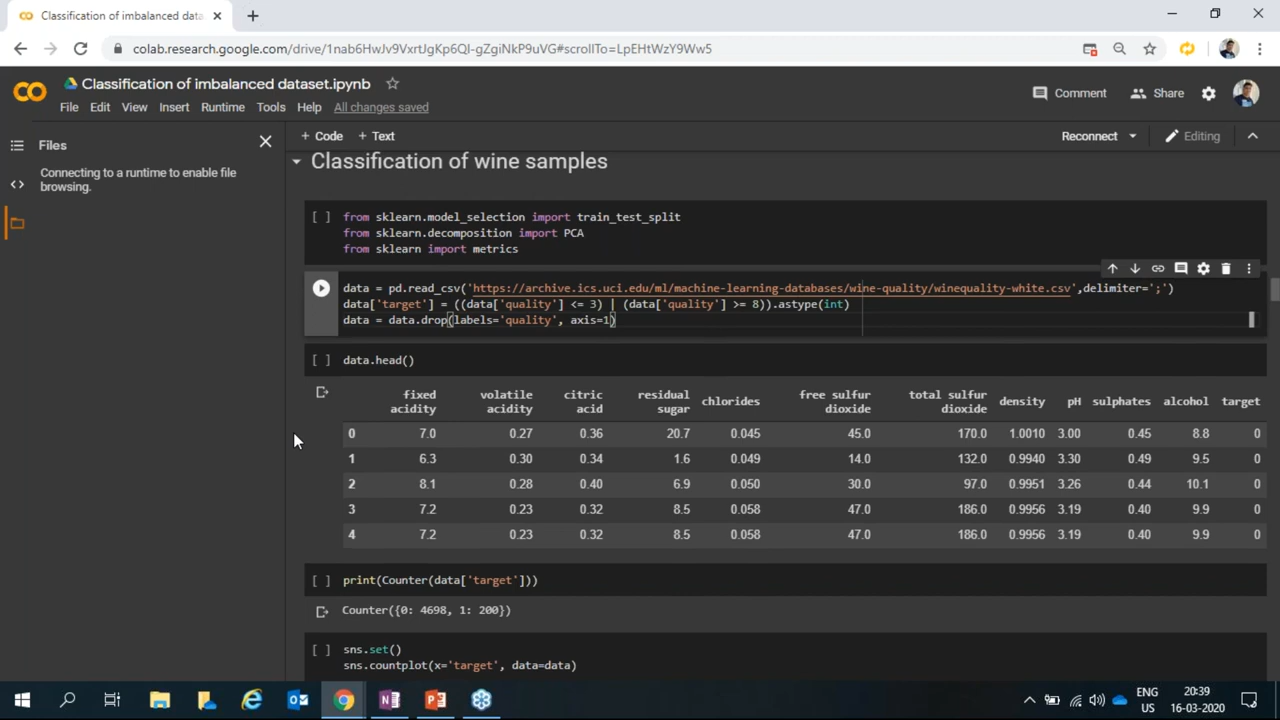 Classification of imbalanced data.
colab.research.google.com/drive/1nab6HwJv9VxrtJgKp6QI-gZgiNkP9uVG#scrollTo=LpEHtWzY9Ww5
Classification of imbalanced dataset.ipynb
File Edit View Insert Runtime Tools Help All changes saved
Comment Share
Files
Connecting to a runtime to enable file
browsing.
+ Code + Text
Reconnect Editing
Classification of wine samples
[ ] from sklearn.model_selection import train_test_split
from sklearn.decomposition import PCA
from sklearn import metrics
data = pd.read_csv('https://archive.ics.uci.edu/ml/machine-learning-databases/wine-quality/winequality-white.csv',delimiter=';')
data['target'] = ((data['quality'] <= 3) | (data['quality'] >= 8)).astype(int)
data = data.drop(labels='quality', axis=1)
[ ] data.head()
fixed acidity volatile acidity citric acid residual sugar chlorides free sulfur dioxide total sulfur dioxide density pH sulphates alcohol target
0 7.0 0.27 0.36 20.7 0.045 45.0 170.0 1.0010 3.00 0.45 8.8 0
1 6.3 0.30 0.34 1.6 0.049 14.0 132.0 0.9940 3.30 0.49 9.5 0
2 8.1 0.28 0.40 6.9 0.050 30.0 97.0 0.9951 3.26 0.44 10.1 0
3 7.2 0.23 0.32 8.5 0.058 47.0 186.0 0.9956 3.19 0.40 9.9 0
4 7.2 0.23 0.32 8.5 0.058 47.0 186.0 0.9956 3.19 0.40 9.9 0
[ ] print(Counter(data['target']))
Counter({0: 4698, 1: 200})
[ ] sns.set()
sns.countplot(x='target', data=data)
ENG
US
20:39
16-03-2020